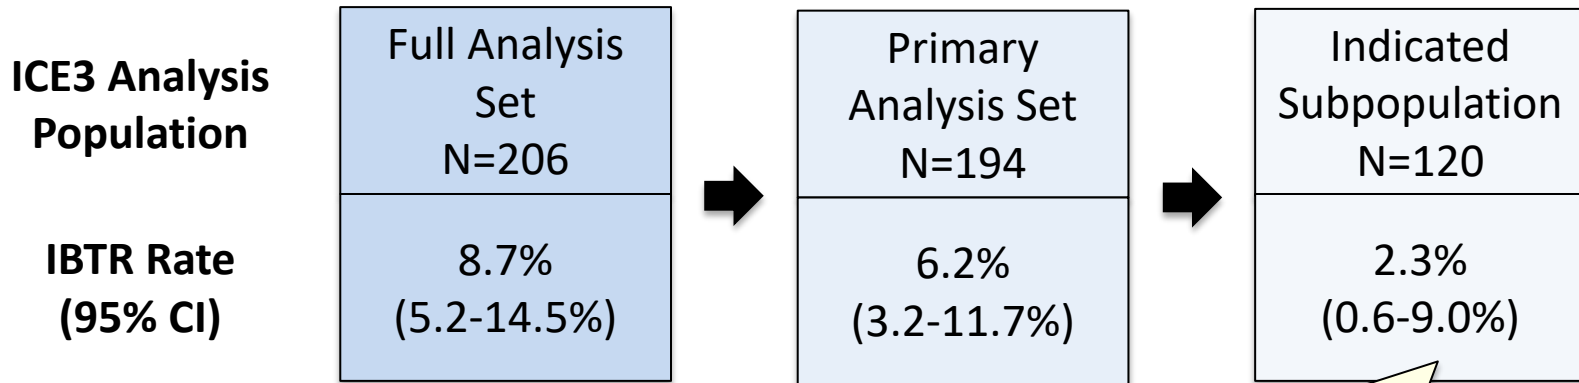 ICE3 Analysis
Population
Full Analysis
Set
N=206
Primary
Analysis Set
N=194
Indicated
Subpopulation
N=120
IBTR Rate
(95% CI)
8.7%
(5.2-14.5%)
6.2%
(3.2-11.7%)
2.3%
(0.6-9.0%)